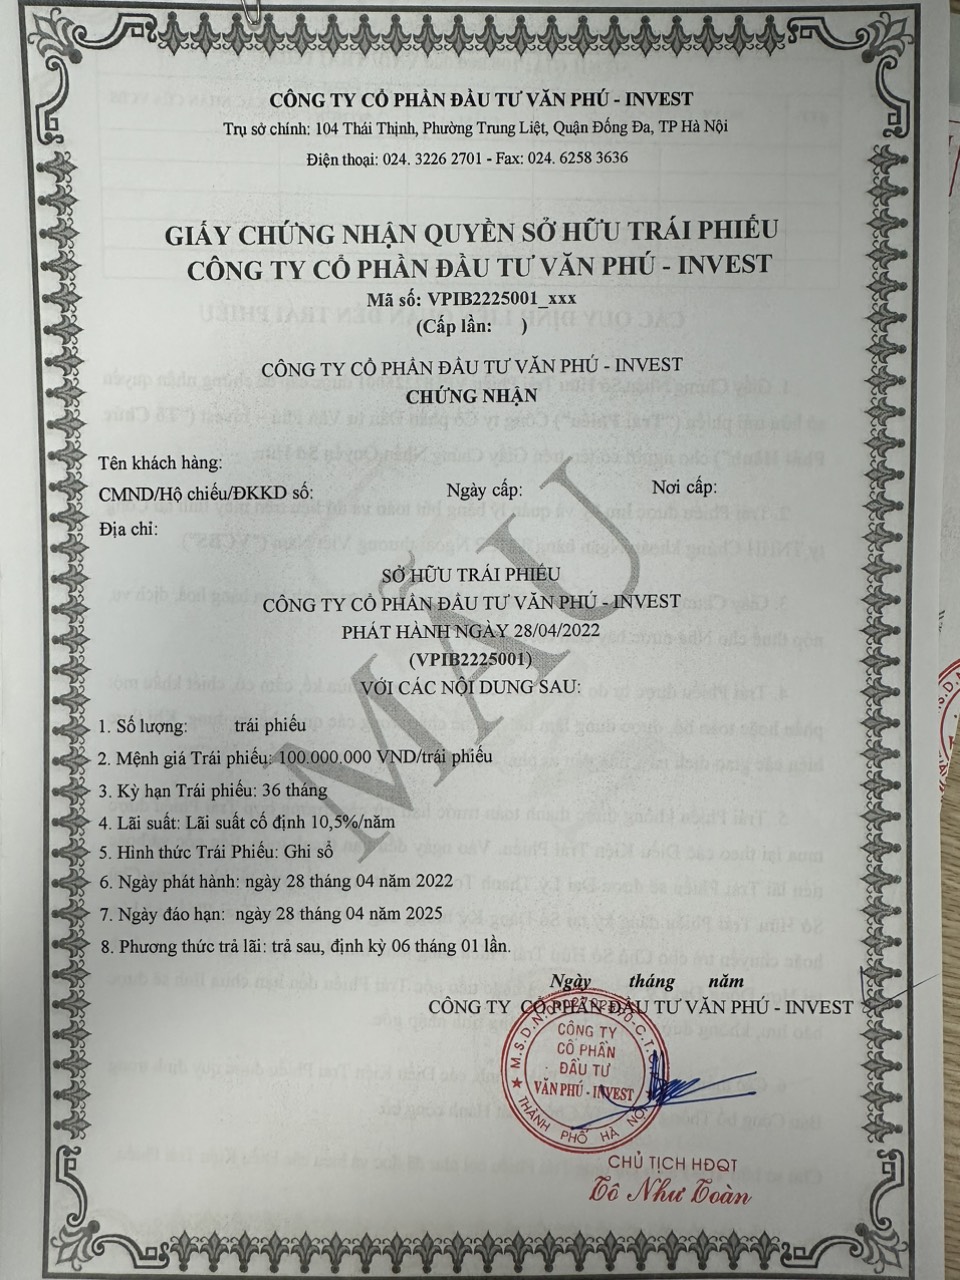 CÔNG TY CỔ PHẦN ĐẦU TƯ VĂN PHÚ - INVEST
Trụ sở chính: 104 Thái Thịnh, Phường Trung Liệt, Quận Đống Đa, TP Hà Nội
Điện thoại: 024. 3226 2701 - Fax: 024. 6258 3636
GIẤY CHỨNG NHẬN QUYỀN SỞ HỮU TRÁI PHIẾU
CÔNG TY CỔ PHẦN ĐẦU TƯ VĂN PHÚ - INVEST
Mã số: VPIB2225001_xxx
(Cấp lần: )
CÔNG TY CỔ PHẦN ĐẦU TƯ VĂN PHÚ - INVEST
CHỨNG NHẬN
Tên khách hàng:
CMND/Hộ chiếu/ĐKKD số: Ngày cấp: Nơi cấp:
Địa chỉ:
MẪU
SỞ HỮU TRÁI PHIẾU
CÔNG TY CỔ PHẦN ĐẦU TƯ VĂN PHÚ - INVEST
PHÁT HÀNH NGÀY 28/04/2022
(VPIB2225001)
VỚI CÁC NỘI DUNG SAU:
1. Số lượng: trái phiếu
2. Mệnh giá Trái phiếu: 100.000.000 VND/trái phiếu
3. Kỳ hạn Trái phiếu: 36 tháng
4. Lãi suất: Lãi suất cố định 10,5%/năm
5. Hình thức Trái Phiếu: Ghi sổ
6. Ngày phát hành: ngày 28 tháng 04 năm 2022
7. Ngày đáo hạn: ngày 28 tháng 04 năm 2025
8. Phương thức trả lãi: trả sau, định kỳ 06 tháng 01 lần.
Ngày tháng năm
CÔNG TY CỔ PHẦN ĐẦU TƯ VĂN PHÚ - INVEST
CÔNG TY
CỔ PHẦN
ĐẦU TƯ
VĂN PHÚ - INVEST
THÀNH PHỐ HÀ NỘI
CHỦ TỊCH HĐQT
Tô Như Toàn